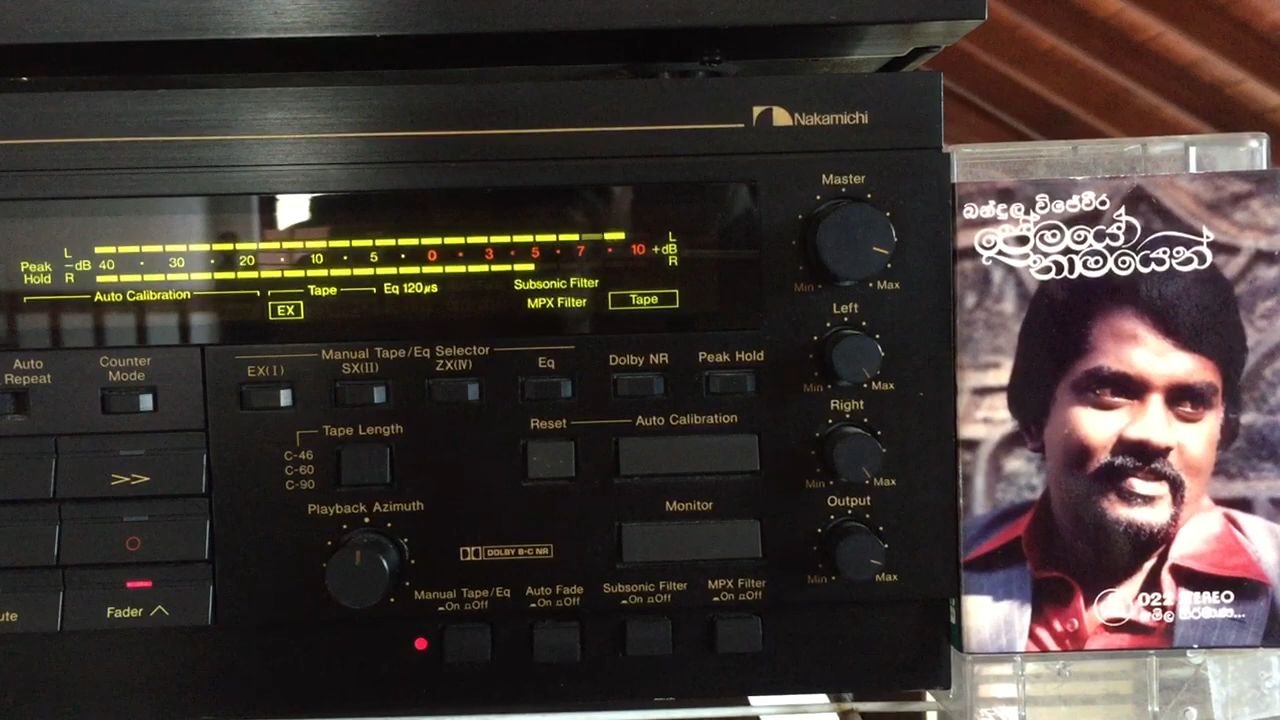 Nakamichi
Master
Min Max
Left
Min Max
Right
Min Max
Output
Min Max
L
Peak Hold -dB 40 30 20 10 5 0 3 5 7 10 +dB
R
L
R
Auto Calibration
Tape
Eq 120µs
Subsonic Filter
MPX Filter
Tape
EX
Auto Repeat
Counter Mode
Manual Tape/Eq Selector
EX(I)
SX(II)
ZX(IV)
Eq
Dolby NR
Peak Hold
Tape Length
C-46
C-60
C-90
Reset
Auto Calibration
>>
Playback Azimuth
Monitor
DOLBY B-C NR
Fader
Manual Tape/Eq
On Off
Auto Fade
On Off
Subsonic Filter
On Off
MPX Filter
On Off
බන්දුල විජේවීර
ප්‍රේමයේ
නාමයෙන්
022 STEREO